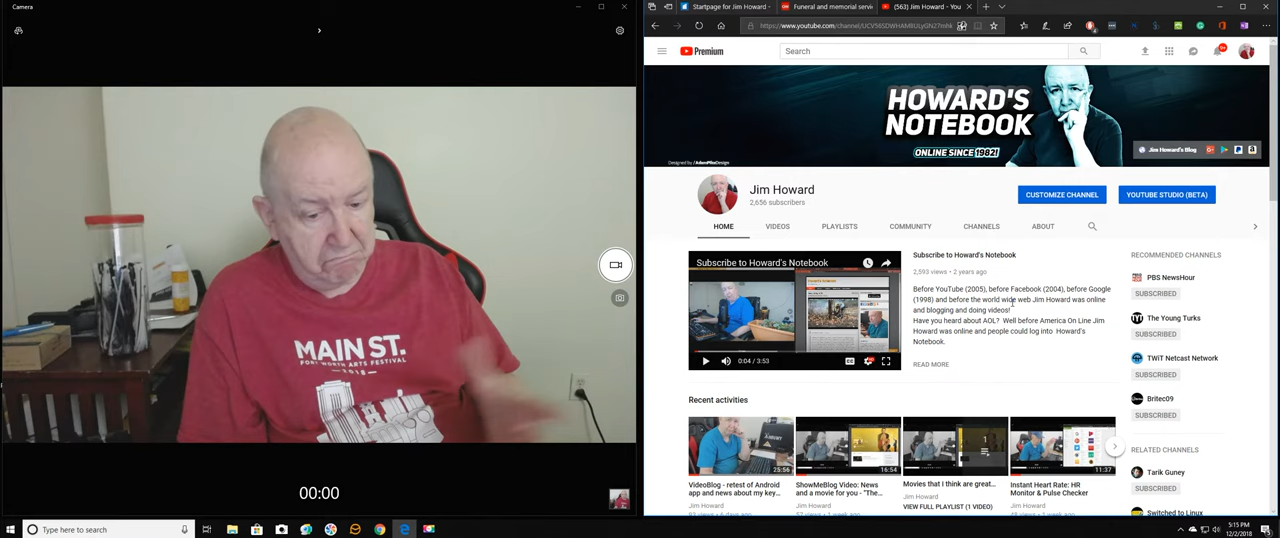 Camera
Startpage for Jim Howard -
Funeral and memorial servi
(563) Jim Howard - You
https://www.youtube.com/channel/
Premium
Search
9+
HOWARD'S
NOTEBOOK
ONLINE SINCE 1982!
Jim Howard's Blog
Jim Howard
2,656 subscribers
CUSTOMIZE CHANNEL
YOUTUBE STUDIO (BETA)
HOME
VIDEOS
PLAYLISTS
COMMUNITY
CHANNELS
ABOUT
Subscribe to Howard's Notebook
0:04 / 3:53
Subscribe to Howard's Notebook
2,593 views • 2 years ago
Before YouTube (2005), before Facebook (2004), before Google
(1998) and before the world wide web Jim Howard was online
and blogging and doing videos!
Have you heard about AOL? Well before America On Line Jim
Howard was online and people could log into Howard's
Notebook.
READ MORE
RECOMMENDED CHANNELS
PBS NewsHour
SUBSCRIBED
The Young Turks
SUBSCRIBED
TWiT Netcast Network
SUBSCRIBED
Britec09
SUBSCRIBED
RELATED CHANNELS
Tarik Guney
SUBSCRIBED
Switched to Linux
Recent activities
25:56
VideoBlog - retest of Android
app and news about my key...
Jim Howard
16:54
ShowMeBlog Video: News
and a movie for you - "The...
Jim Howard
1
Movies that I think are great...
Jim Howard
VIEW FULL PLAYLIST (1 VIDEO)
11:37
Instant Heart Rate: HR
Monitor & Pulse Checker
Jim Howard
MAIN ST.
FORT WORTH ARTS FESTIVAL
2018
00:00
Type here to search
5:15 PM
12/2/2018